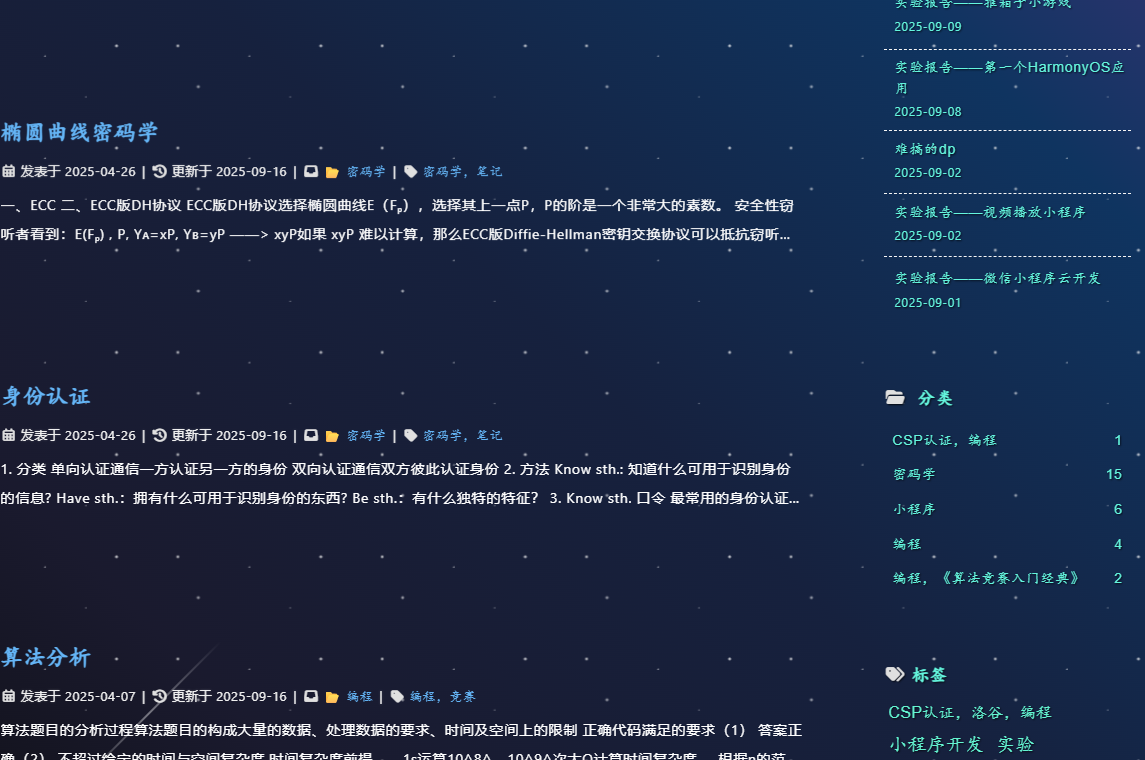 椭圆曲线密码学
发表于 2025-04-26 | 更新于 2025-09-16 | 密码学 | 密码学，笔记
一、ECC 二、ECC版DH协议 ECC版DH协议选择椭圆曲线E（Fₚ），选择其上一点P，P的阶是一个非常大的素数。 安全性窃
听者看到：E(Fₚ) , P, Yᴀ=xP, Yʙ=yP ——> xyP如果 xyP 难以计算，那么ECC版Diffie-Hellman密钥交换协议可以抵抗窃听...
身份认证
发表于 2025-04-26 | 更新于 2025-09-16 | 密码学 | 密码学，笔记
1. 分类 单向认证通信一方认证另一方的身份 双向认证通信双方彼此认证身份 2. 方法 Know sth.: 知道什么可用于识别身份
的信息? Have sth.：拥有什么可用于识别身份的东西? Be sth.：有什么独特的特征？ 3. Know sth. 口令 最常用的身份认证...
算法分析
发表于 2025-04-07 | 更新于 2025-09-16 | 编程 | 编程，竞赛
算法题目的分析过程算法题目的构成大量的数据、处理数据的要求、时间及空间上的限制 正确代码满足的要求（1） 答案正
确（2） 不超过给定的时间与空间复杂度 时间复杂度前提
实验报告——推箱子小游戏
2025-09-09
实验报告——第一个HarmonyOS应
用
2025-09-08
难搞的dp
2025-09-02
实验报告——视频播放小程序
2025-09-02
实验报告——微信小程序云开发
2025-09-01
分类
CSP认证，编程 1
密码学 15
小程序 6
编程 4
编程，《算法竞赛入门经典》 2
标签
CSP认证，洛谷，编程
小程序开发 实验